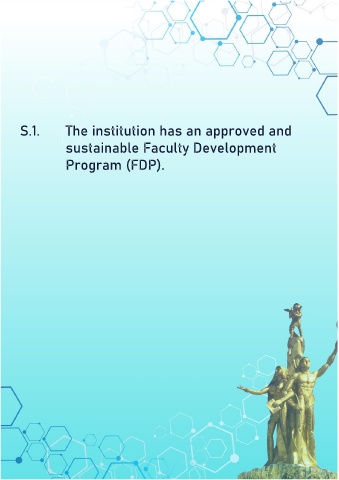 S.1. The institution has an approved and
sustainable Faculty Development
Program (FDP).